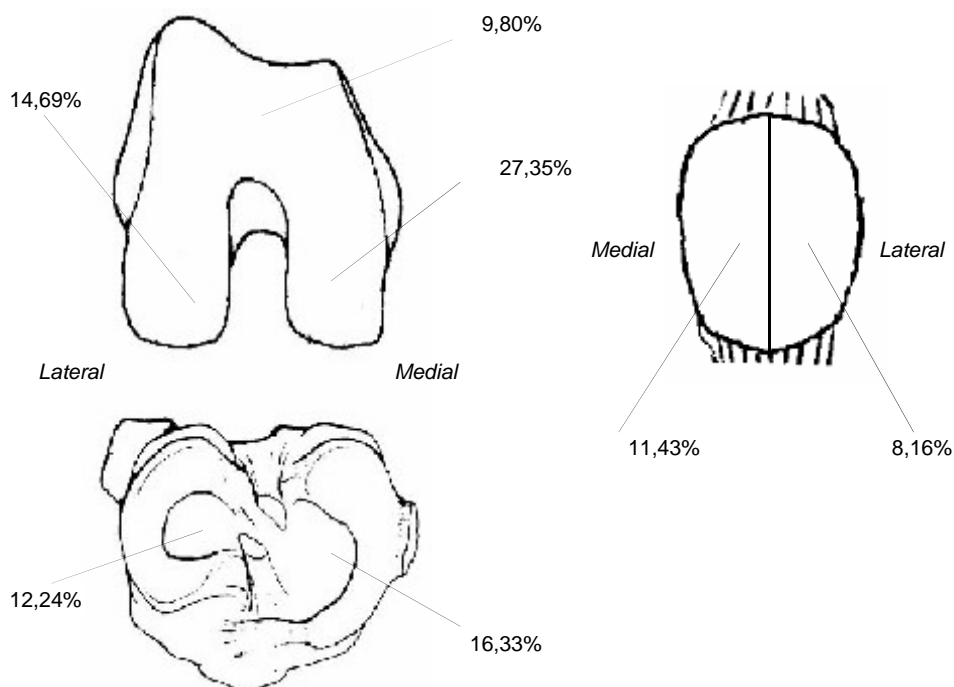 9,80%
14,69%
27,35%
Medial
Lateral
Lateral
Medial
11,43%
8,16%
12,24%
16,33%